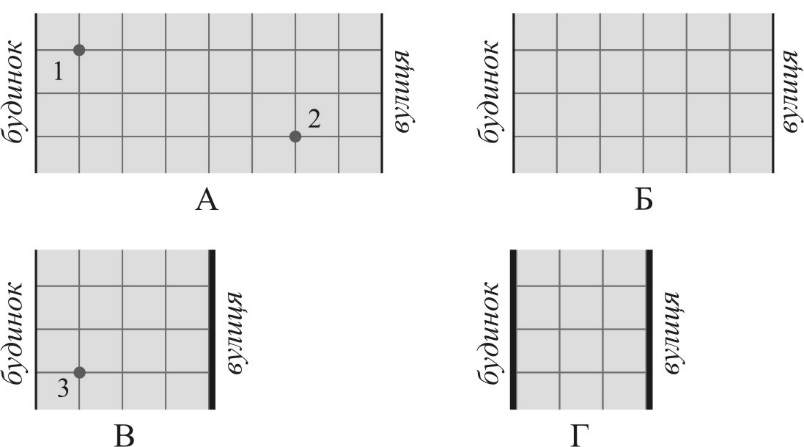 будинок
1
2
вулиця
А
будинок
вулиця
Б
будинок
3
вулиця
В
будинок
вулиця
Г